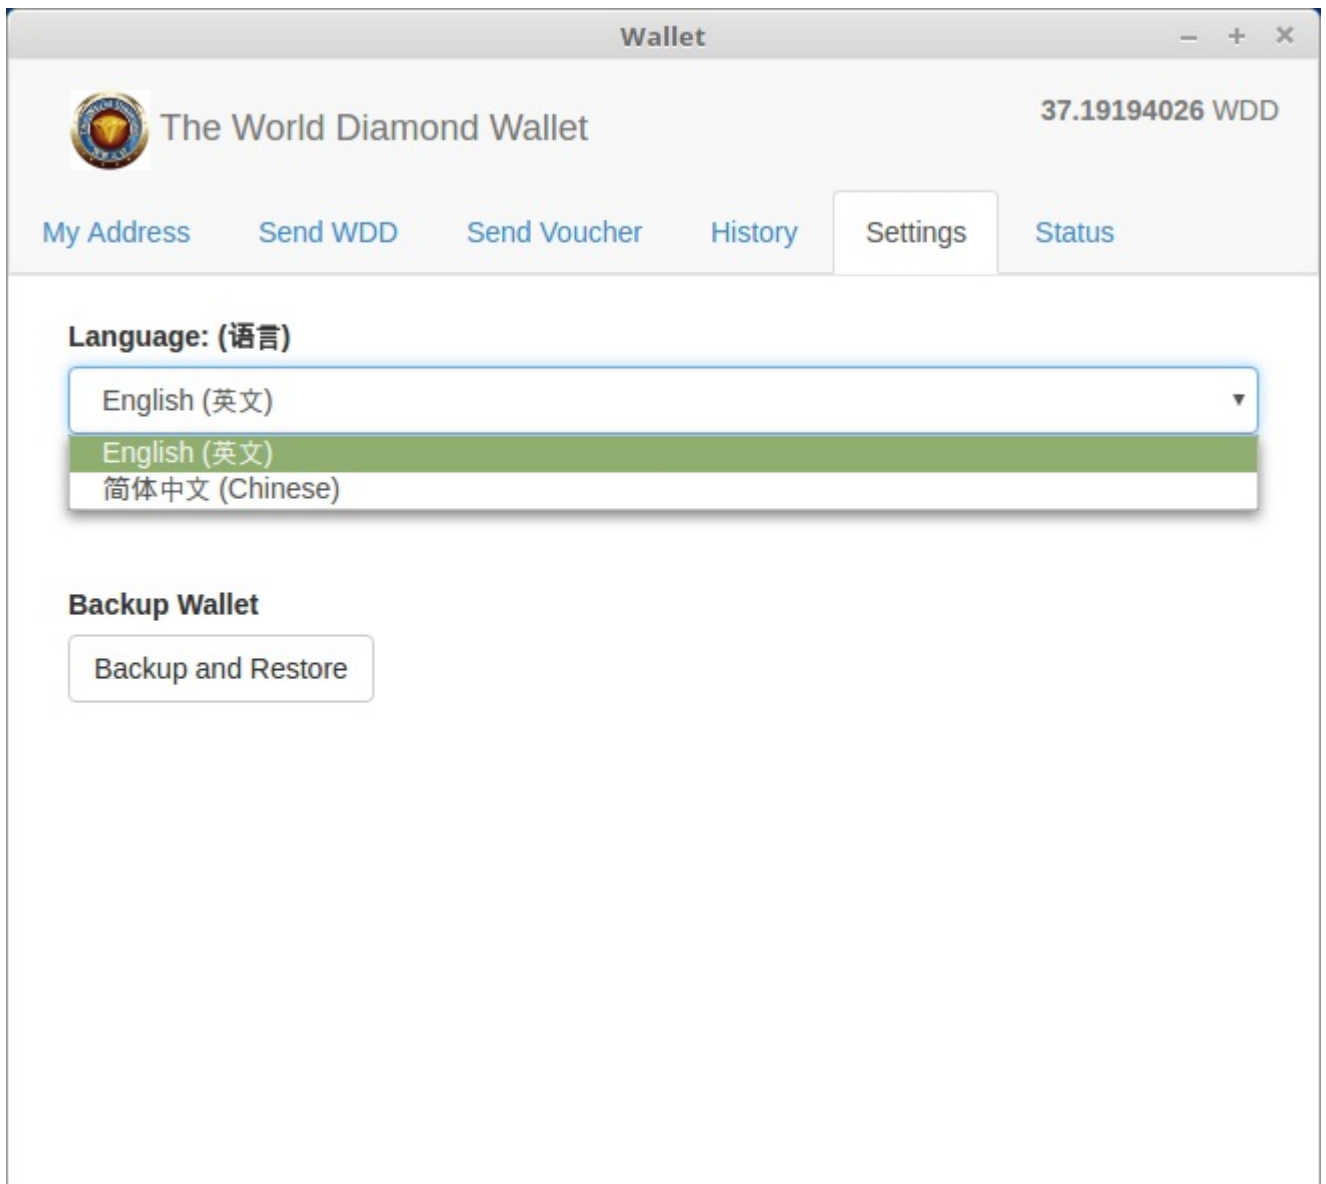 Wallet
The World Diamond Wallet
37.19194026 WDD
My Address Send WDD Send Voucher History Settings Status
Language: (语言)
English (英文)
English (英文)
简体中文 (Chinese)
Backup Wallet
Backup and Restore